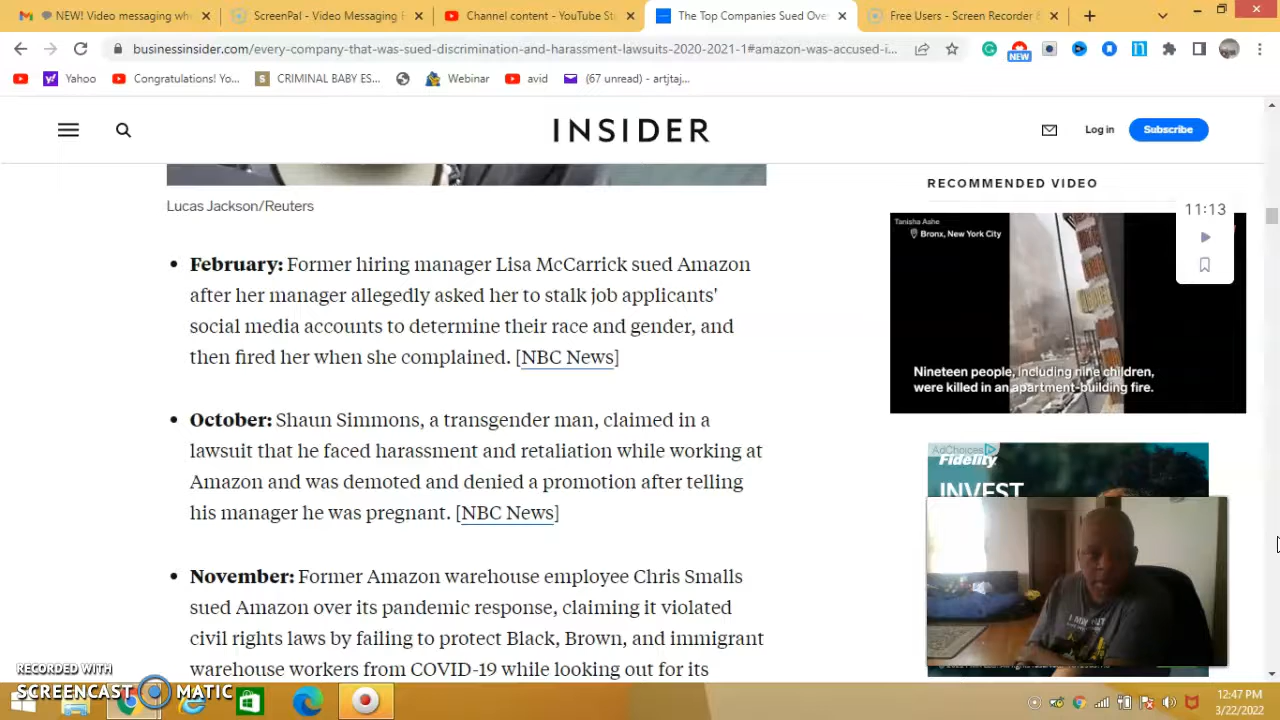 NEW! Video messaging wh
ScreenPal - Video Messaging &
Channel content - YouTube St
The Top Companies Sued Ove
Free Users - Screen Recorder &
businessinsider.com/every-company-that-was-sued-discrimination-and-harassment-lawsuits-2020-2021-1#amazon-was-accused-i...
NEW
Yahoo
Congratulations! Yo...
CRIMINAL BABY ES...
Webinar
avid
(67 unread) - artjtaj...
INSIDER
Log in
Subscribe
Lucas Jackson/Reuters
RECOMMENDED VIDEO
11:13
Tanisha Ashe
Bronx, New York City
Nineteen people, including nine children,
were killed in an apartment-building fire.
• February: Former hiring manager Lisa McCarrick sued Amazon
after her manager allegedly asked her to stalk job applicants'
social media accounts to determine their race and gender, and
then fired her when she complained. [NBC News]
• October: Shaun Simmons, a transgender man, claimed in a
lawsuit that he faced harassment and retaliation while working at
Amazon and was demoted and denied a promotion after telling
his manager he was pregnant. [NBC News]
• November: Former Amazon warehouse employee Chris Smalls
sued Amazon over its pandemic response, claiming it violated
civil rights laws by failing to protect Black, Brown, and immigrant
warehouse workers from COVID-19 while looking out for its
AdChoices
Fidelity
INVEST
RECORDED WITH
SCREENCAST MATIC
12:47 PM
3/22/2022